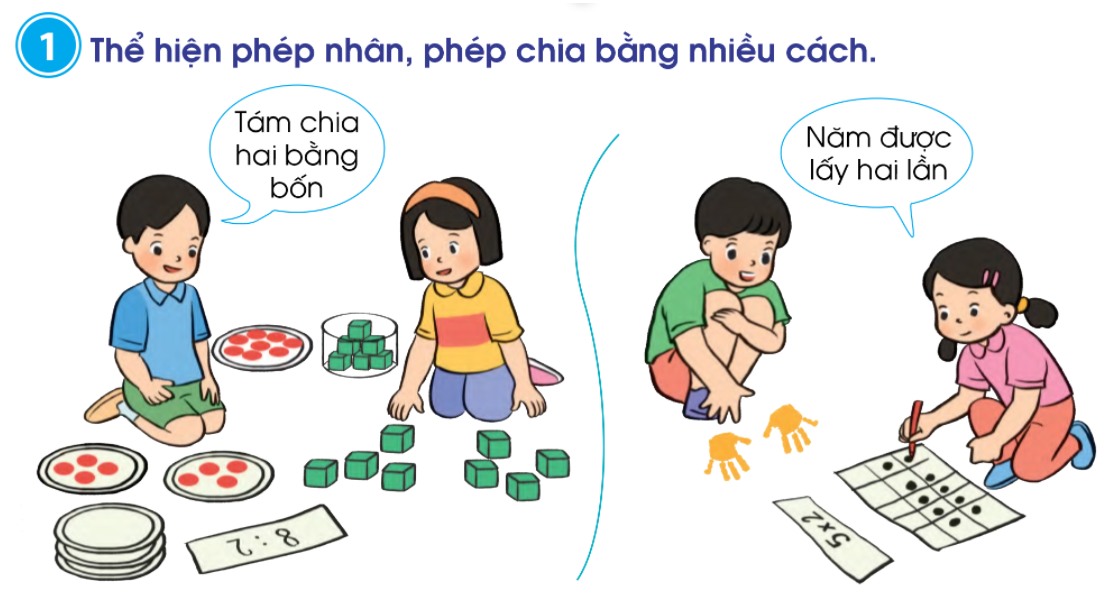 1 Thể hiện phép nhân, phép chia bằng nhiều cách.
Tám chia
hai bằng
bốn
Năm được
lấy hai lần
8 : 2
5 x 2